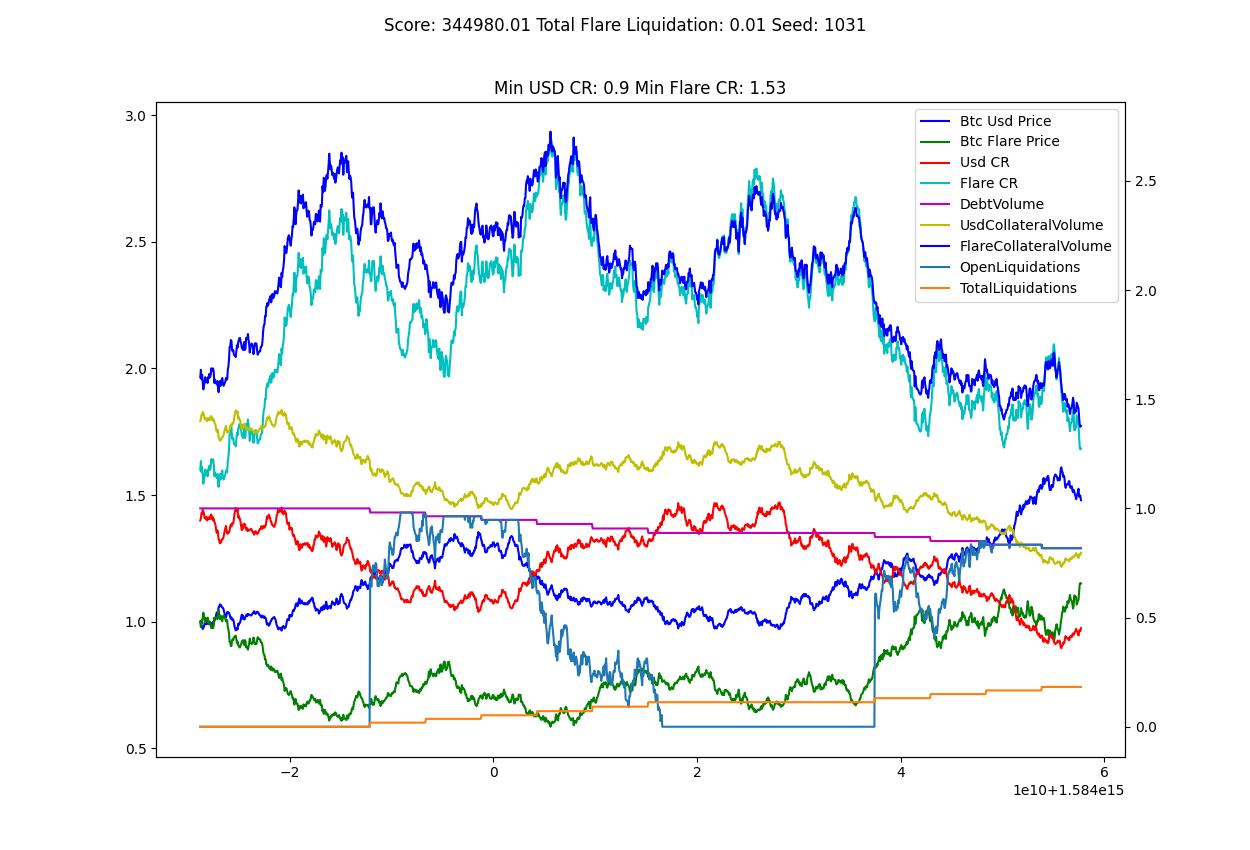 Score: 344980.01 Total Flare Liquidation: 0.01 Seed: 1031
Min USD CR: 0.9 Min Flare CR: 1.53
3.0
2.5
2.0
1.5
1.0
0.5
Btc Usd Price
Btc Flare Price
Usd CR
Flare CR
DebtVolume
UsdCollateralVolume
FlareCollateralVolume
OpenLiquidations
TotalLiquidations
2.5
2.0
1.5
1.0
0.5
0.0
−2
0
2
4
6
1e10+1.584e15